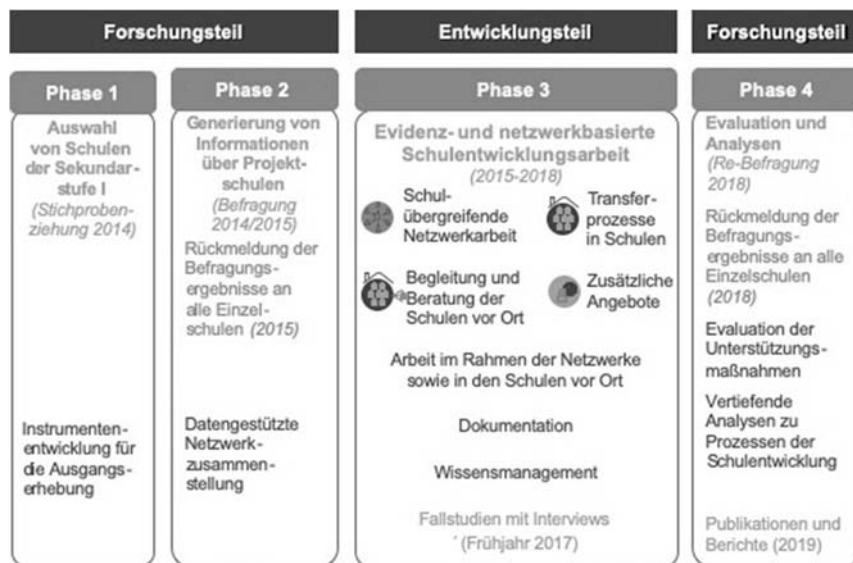 Forschungsteil
Entwicklungsteil
Forschungsteil
Phase 1
Auswahl
von Schulen
der Sekundar-
stufe I
(Stichproben-
ziehung 2014)
Instrumenten-
entwicklung für
die Ausgangs-
erhebung
Phase 2
Generierung von
Informationen
über Projekt-
schulen
(Befragung
2014/2015)
Rückmeldung der
Befragungs-
ergebnisse an
alle Einzel-
schulen (2015)
Datengestützte
Netzwerk-
zusammen-
stellung
Phase 3
Evidenz- und netzwerkbasierte
Schulentwicklungsarbeit
(2015-2018)
Schul-
übergreifende
Netzwerkarbeit
Transfer-
prozesse
in Schulen
Begleitung und
Beratung der
Schulen vor Ort
Zusätzliche
Angebote
Arbeit im Rahmen der Netzwerke
sowie in den Schulen vor Ort
Dokumentation
Wissensmanagement
Fallstudien mit Interviews
´ (Frühjahr 2017)
Phase 4
Evaluation und
Analysen
(Re-Befragung
2018)
Rückmeldung der
Befragungs-
ergebnisse an alle
Einzelschulen
(2018)
Evaluation der
Unterstützungs-
maßnahmen
Vertiefende
Analysen zu
Prozessen der
Schulentwicklung
Publikationen und
Berichte (2019)